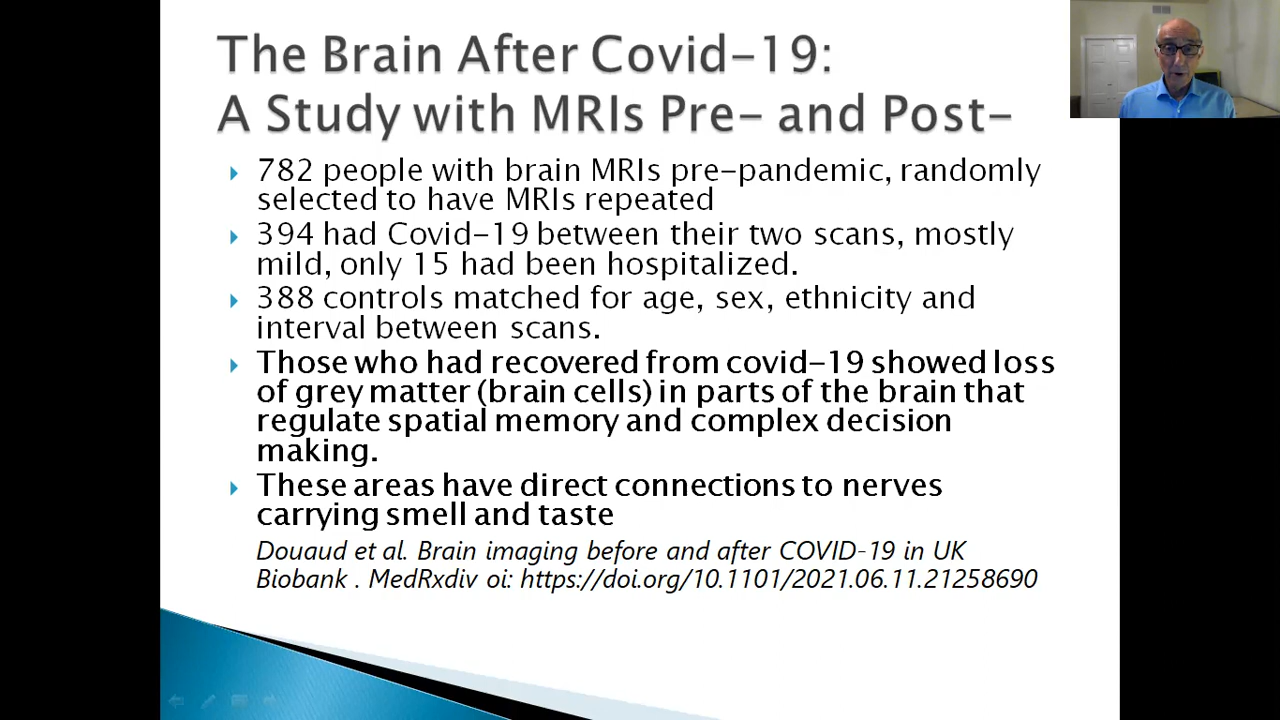 The Brain After Covid-19:
A Study with MRIs Pre- and Post-
782 people with brain MRIs pre-pandemic, randomly
selected to have MRIs repeated
394 had Covid-19 between their two scans, mostly
mild, only 15 had been hospitalized.
388 controls matched for age, sex, ethnicity and
interval between scans.
Those who had recovered from covid-19 showed loss
of grey matter (brain cells) in parts of the brain that
regulate spatial memory and complex decision
making.
These areas have direct connections to nerves
carrying smell and taste
Douaud et al. Brain imaging before and after COVID-19 in UK
Biobank . MedRxdiv oi: https://doi.org/10.1101/2021.06.11.21258690